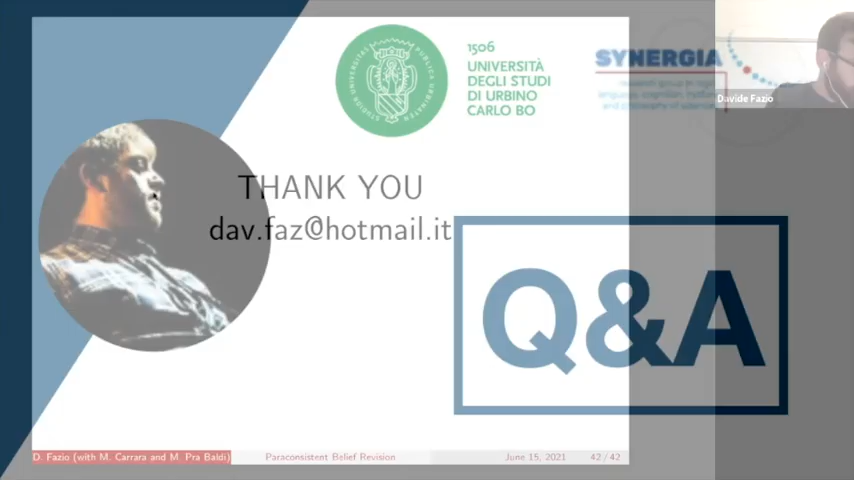 1506
UNIVERSITÀ
DEGLI STUDI
DI URBINO
CARLO BO
SYNERGIA
Davide Fazio
THANK YOU
dav.faz@hotmail.it
Q&A
D. Fazio (with M. Carrara and M. Pra Baldi)
Paraconsistent Belief Revision
June 15, 2021
42 / 42